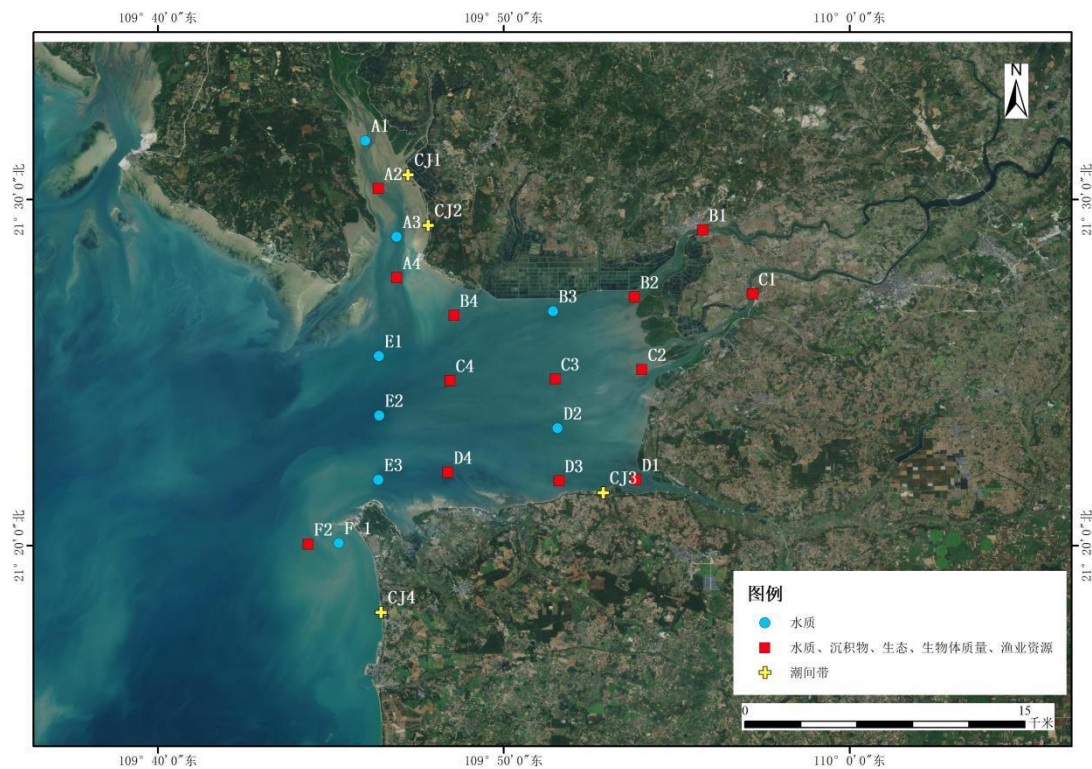 109° 40' 0"东
109° 50' 0"东
110° 0' 0"东
N
A1
CJ1
A2
21° 30' 0"北
21° 30' 0"北
CJ2
A3
B1
A4
B2
C1
B4
B3
E1
C4
C3
C2
E2
D2
E3
D4
D3
CJ3
D1
F2
F 1
21° 20' 0"北
21° 20' 0"北
CJ4
图例
水质
水质、沉积物、生态、生物体质量、渔业资源
潮间带
0
15
千米
109° 40' 0"东
109° 50' 0"东
110° 0' 0"东